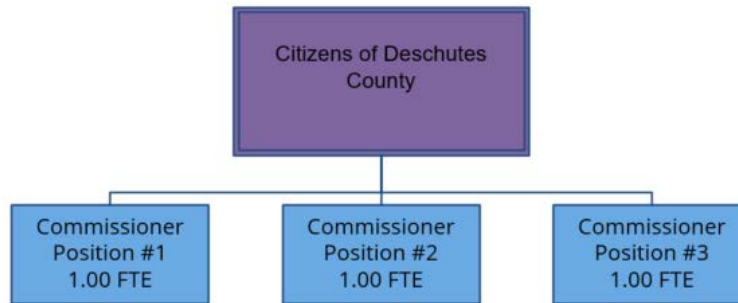 Citizens of Deschutes
County
Commissioner
Position #1
1.00 FTE
Commissioner
Position #2
1.00 FTE
Commissioner
Position #3
1.00 FTE